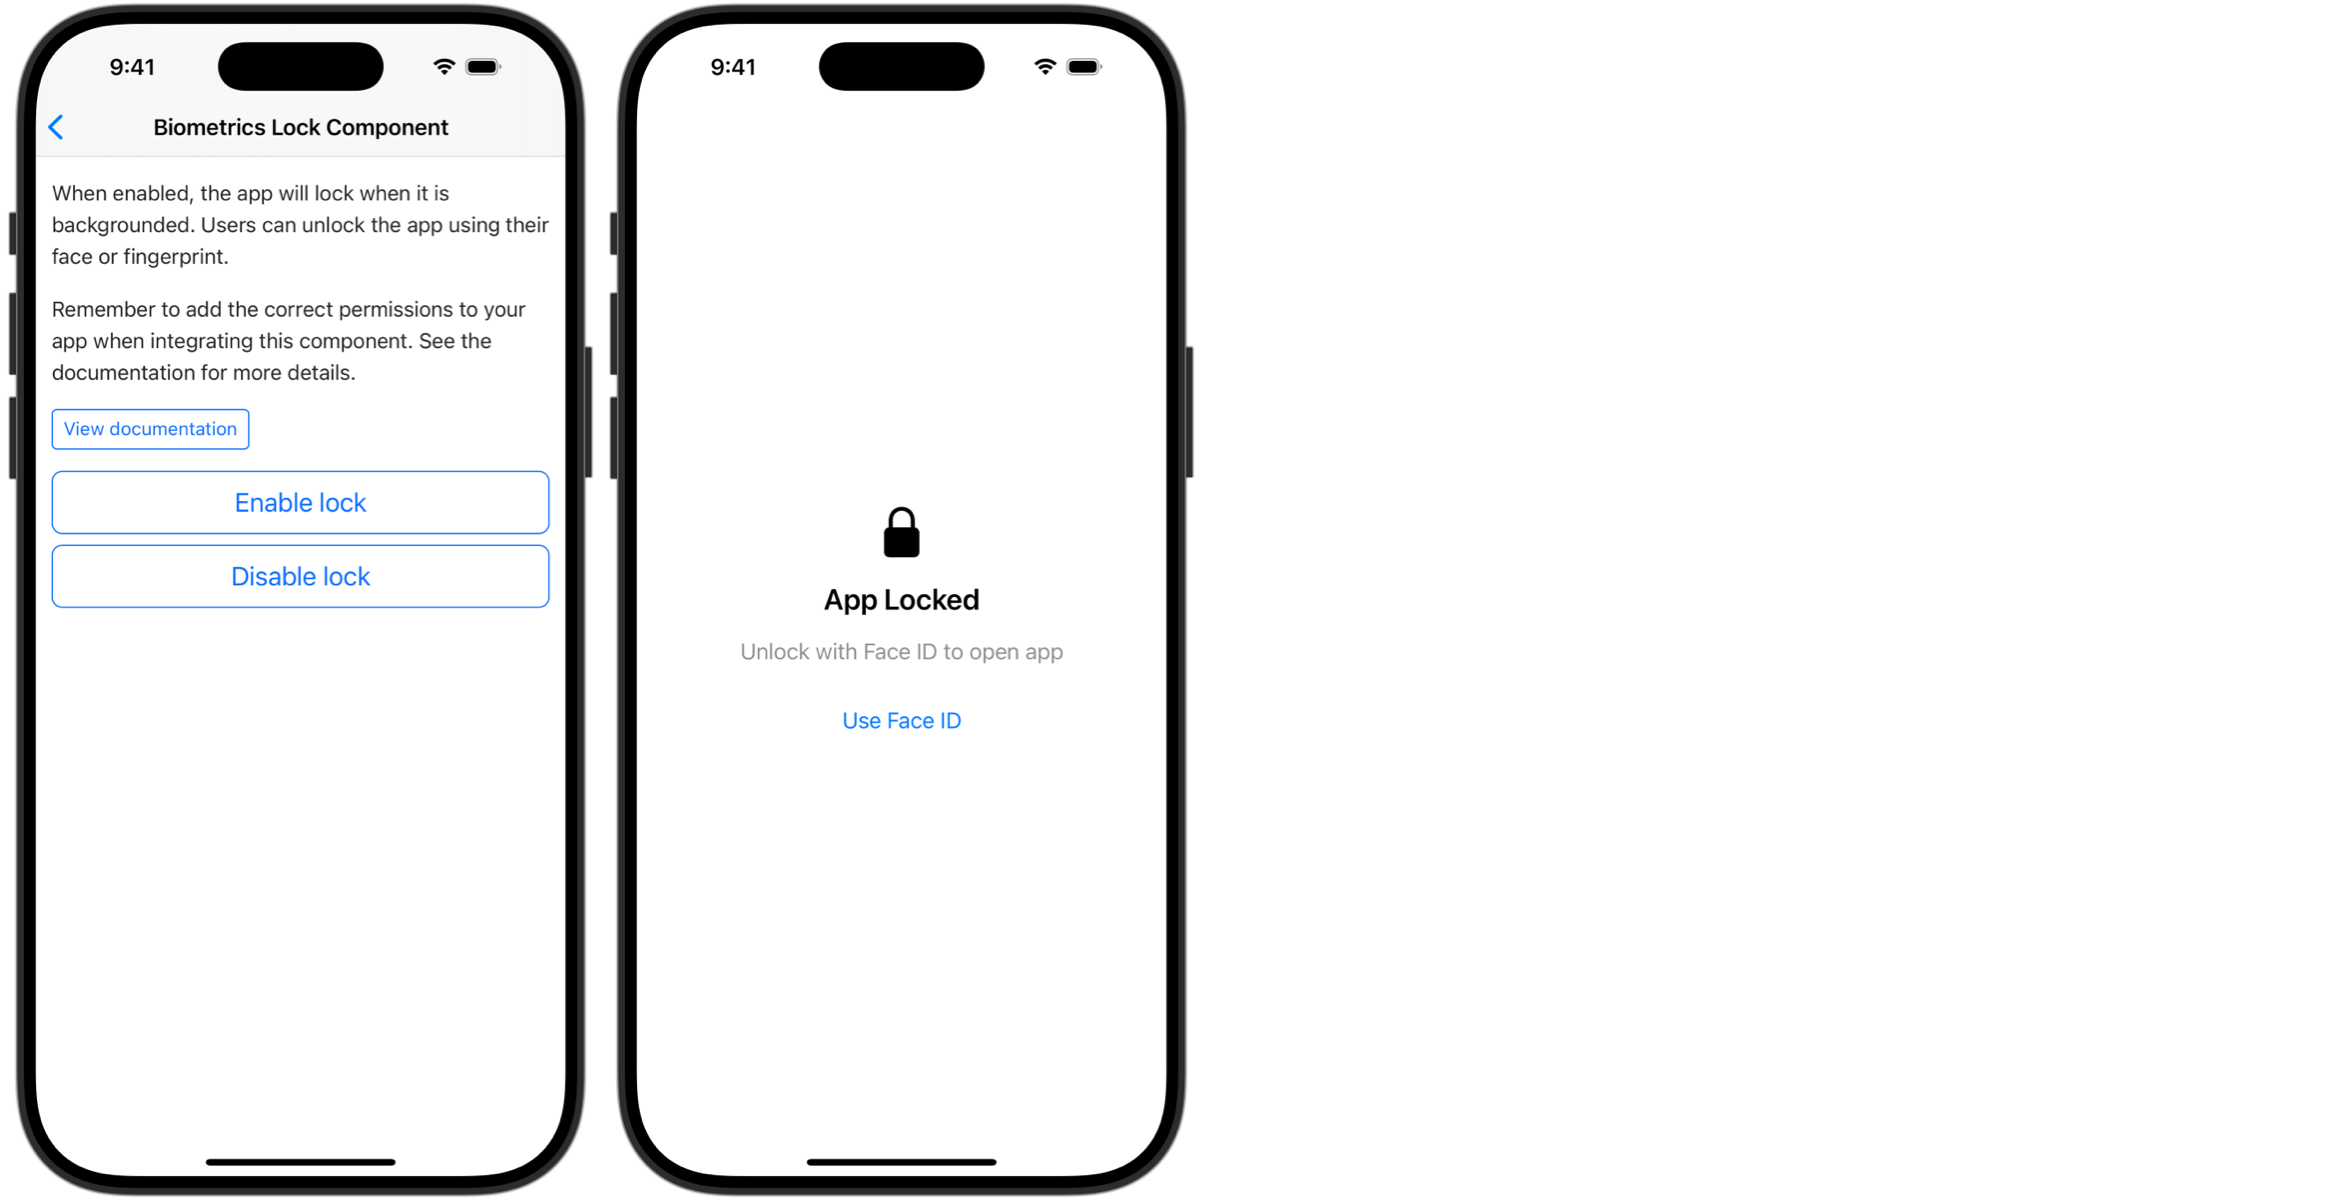 9:41
Biometrics Lock Component
When enabled, the app will lock when it is
backgrounded. Users can unlock the app using their
face or fingerprint.
Remember to add the correct permissions to your
app when integrating this component. See the
documentation for more details.
View documentation
Enable lock
Disable lock
9:41
App Locked
Unlock with Face ID to open app
Use Face ID